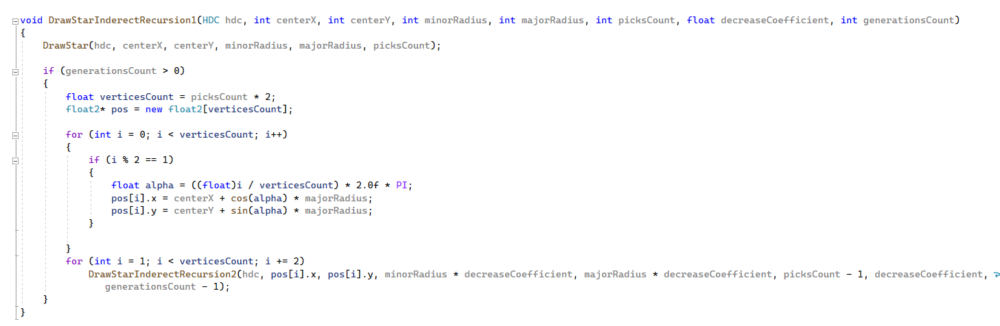 void DrawStarInderectRecursion1(HDC hdc, int centerX, int centerY, int minorRadius, int majorRadius, int picksCount, float decreaseCoefficient, int generationsCount)
{
    DrawStar(hdc, centerX, centerY, minorRadius, majorRadius, picksCount);

    if (generationsCount > 0)
    {
        float verticesCount = picksCount * 2;
        float2* pos = new float2[verticesCount];

        for (int i = 0; i < verticesCount; i++)
        {
            if (i % 2 == 1)
            {
                float alpha = ((float)i / verticesCount) * 2.0f * PI;
                pos[i].x = centerX + cos(alpha) * majorRadius;
                pos[i].y = centerY + sin(alpha) * majorRadius;
            }

        }
        for (int i = 1; i < verticesCount; i += 2)
            DrawStarInderectRecursion2(hdc, pos[i].x, pos[i].y, minorRadius * decreaseCoefficient, majorRadius * decreaseCoefficient, picksCount - 1, decreaseCoefficient,
               generationsCount - 1);
    }
}